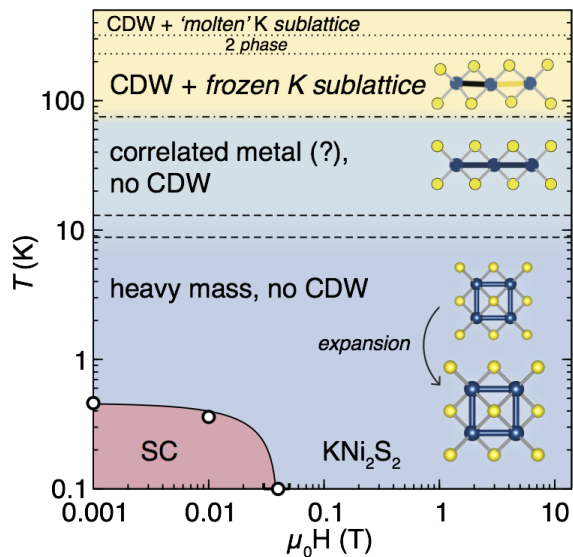 CDW + 'molten' K sublattice
2 phase
CDW + frozen K sublattice
100
correlated metal (?),
no CDW
10
T (K)
heavy mass, no CDW
expansion
1
SC
KNi₂S₂
0.1
0.001
0.01
0.1
1
10
μ₀H (T)